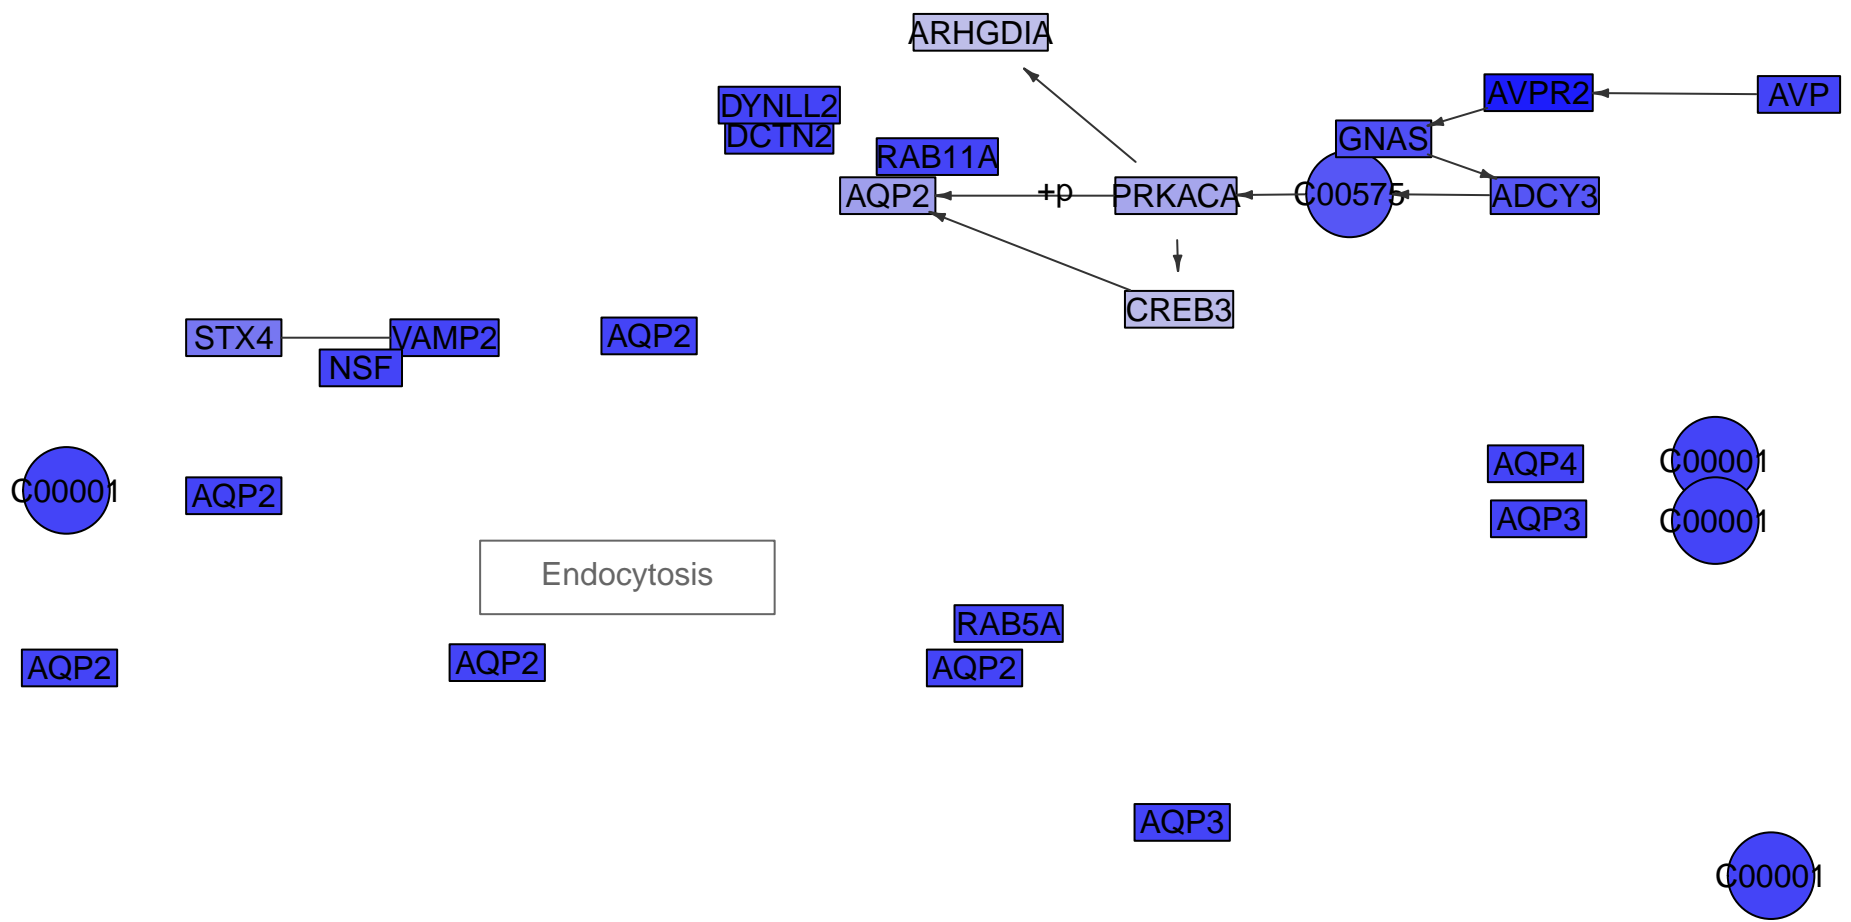 ARHGDIA
DYNLL2
AVPR2
AVP
DCTN2
GNAS
RAB11A
AQP2
+p
PRKACA
C00575
ADCY3
CREB3
STX4
VAMP2
AQP2
NSF
AQP4
C00001
C00001
AQP2
AQP3
C00001
Endocytosis
RAB5A
AQP2
AQP2
AQP2
AQP3
C00001